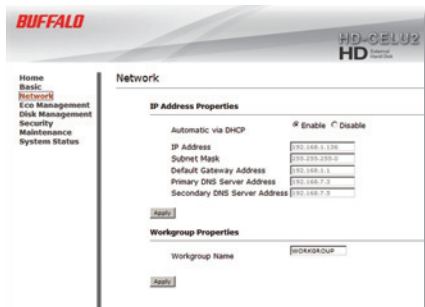 BUFFALO
HD-CELU2
HD External Hard Disk
Home
Basic
Network
Eco Management
Disk Management
Security
Maintenance
System Status
Network
IP Address Properties
Automatic via DHCP Enable Disable
IP Address 192.168.1.136
Subnet Mask 255.255.255.0
Default Gateway Address 192.168.1.1
Primary DNS Server Address 192.168.7.3
Secondary DNS Server Address 192.168.7.5
Apply
Workgroup Properties
Workgroup Name WORKGROUP
Apply